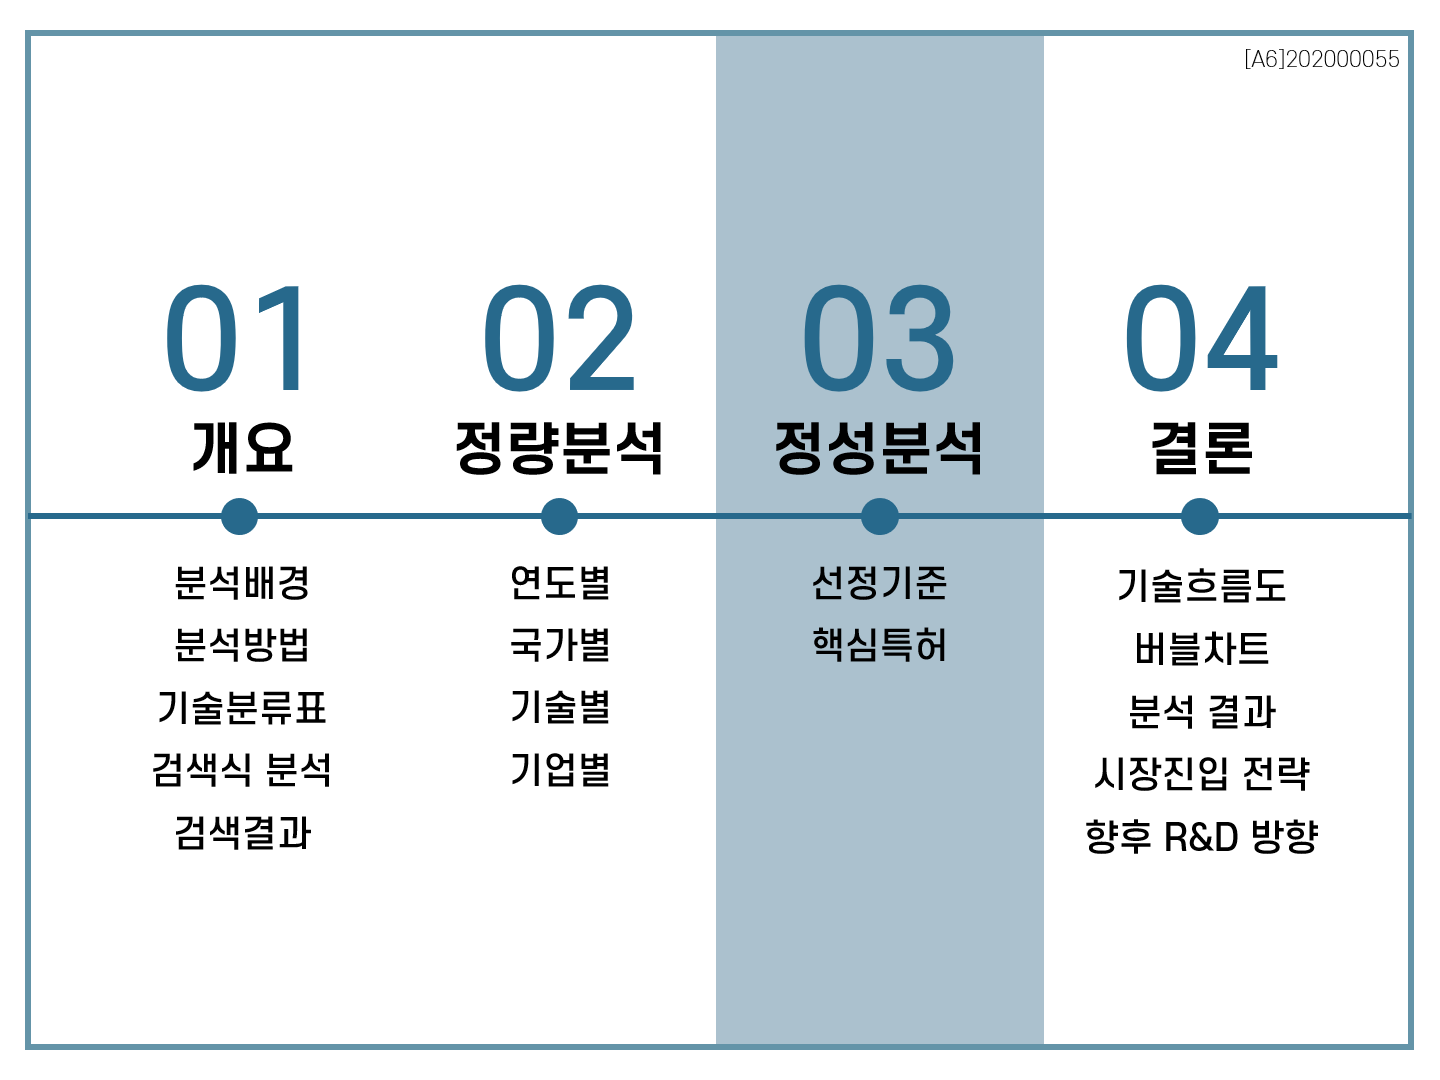 [A6]202000055
01
개요
분석배경
분석방법
기술분류표
검색식 분석
검색결과
02
정량분석
연도별
국가별
기술별
기업별
03
정성분석
선정기준
핵심특허
04
결론
기술흐름도
버블차트
분석 결과
시장진입 전략
향후 R&D 방향